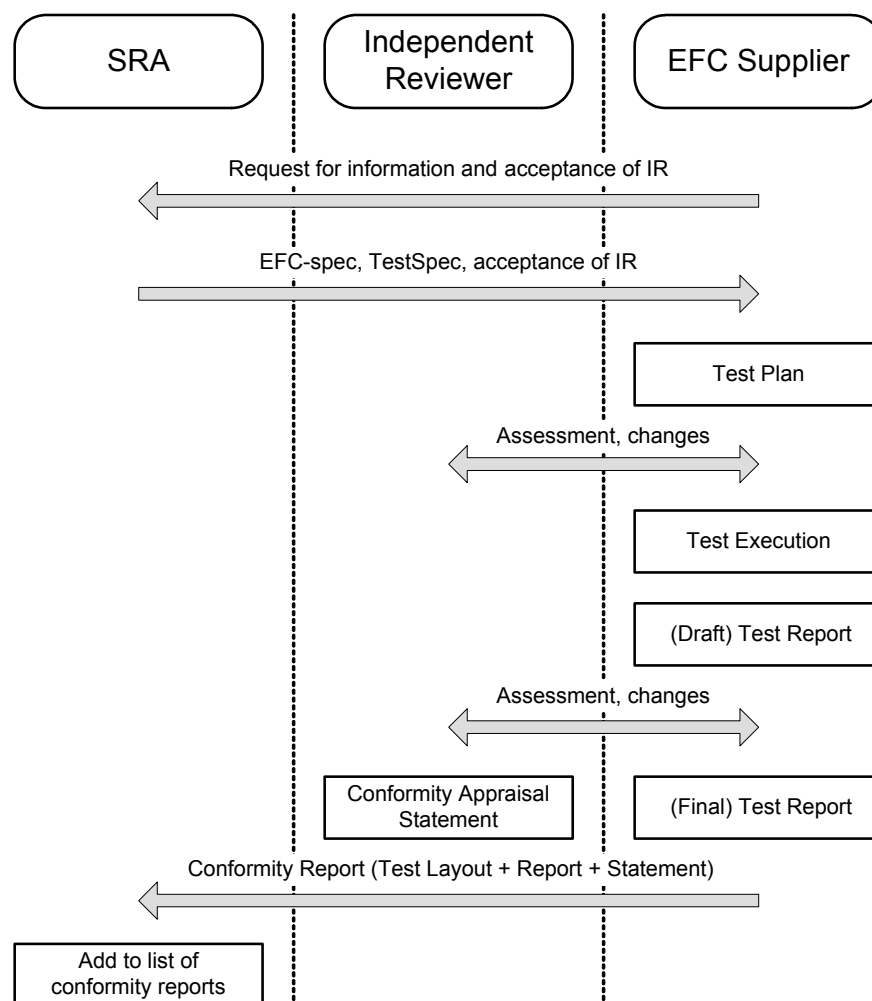 SRA
Independent
Reviewer
EFC Supplier
Request for information and acceptance of IR
EFC-spec, TestSpec, acceptance of IR
Test Plan
Assessment, changes
Test Execution
(Draft) Test Report
Assessment, changes
Conformity Appraisal
Statement
(Final) Test Report
Conformity Report (Test Layout + Report + Statement)
Add to list of
conformity reports